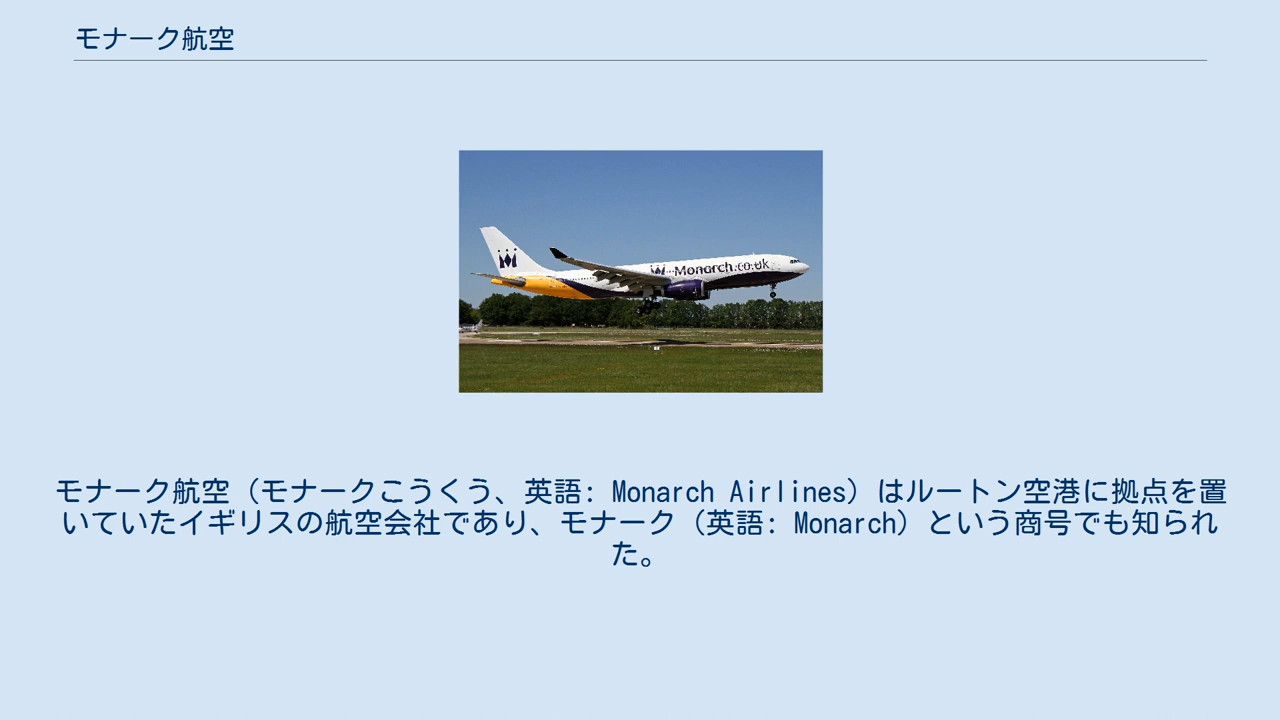 モナーク航空
Monarch.co.uk
モナーク航空（モナークこうくう、英語: Monarch Airlines）はルートン空港に拠点を置
いていたイギリスの航空会社であり、モナーク（英語: Monarch）という商号でも知られ
た。